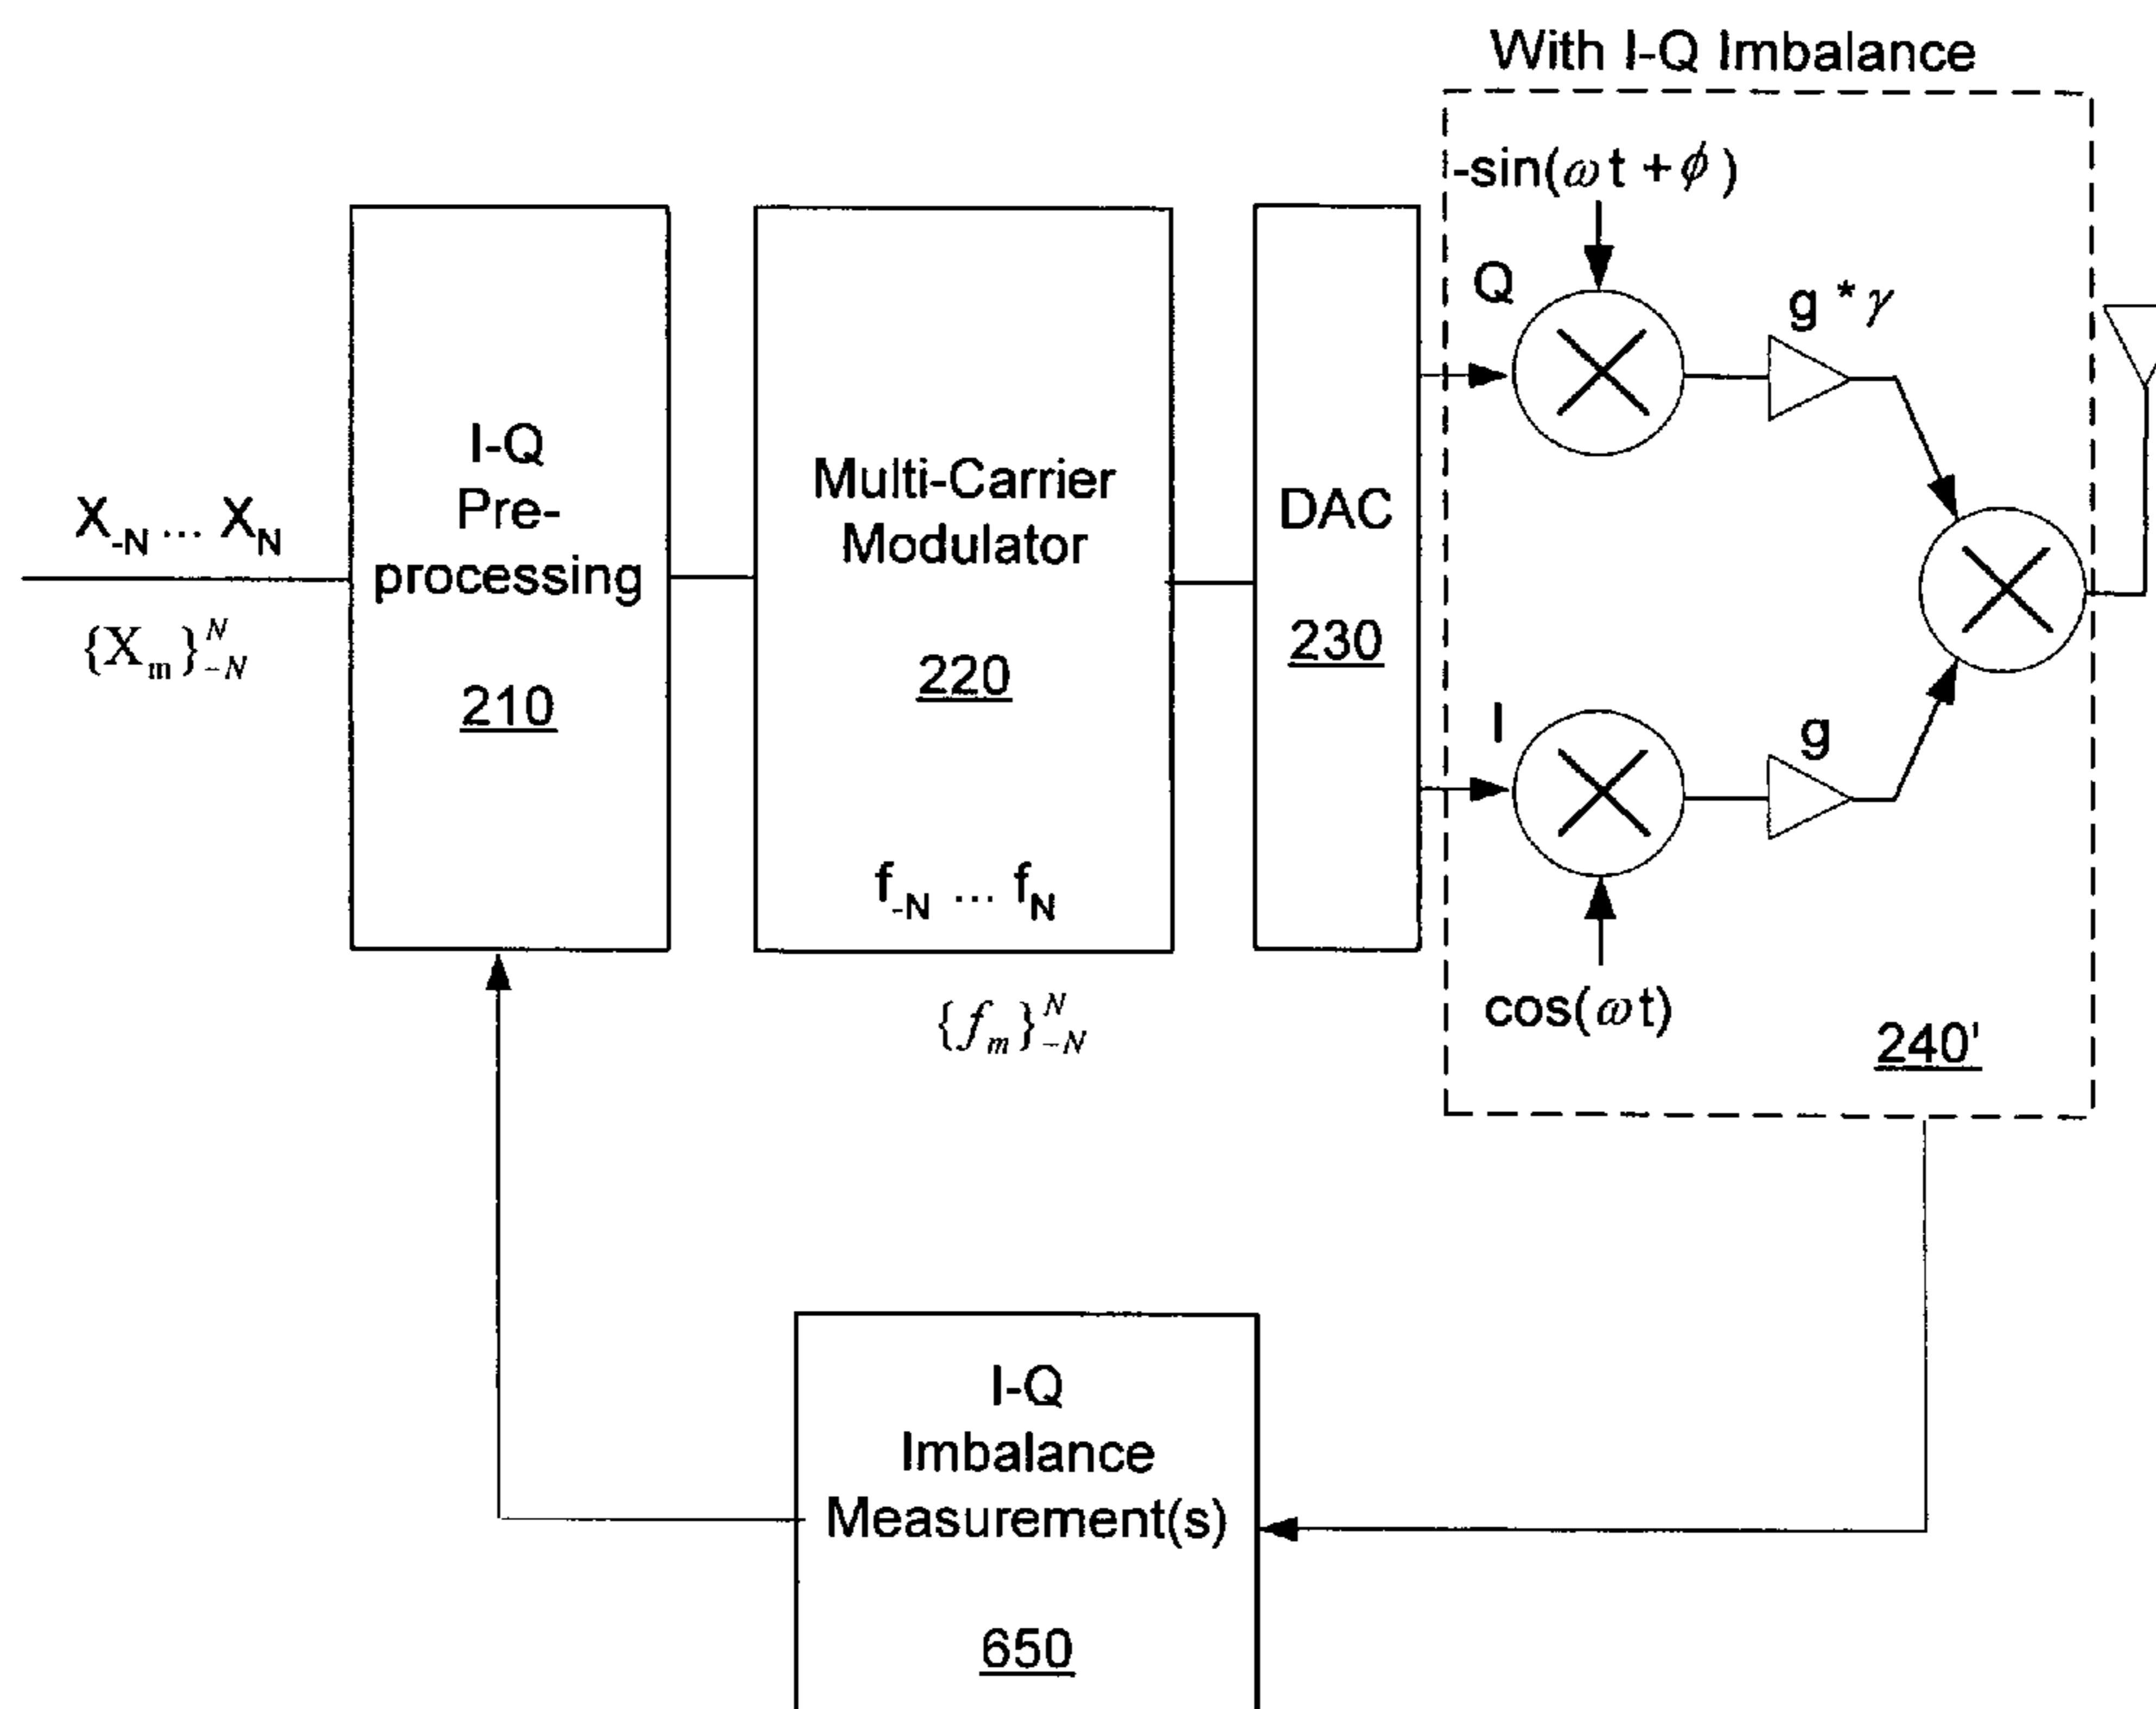 With I-Q Imbalance
-sin(ωt +ϕ)
Q
g * γ
X-N ... XN
{Xm}-N^N
I-Q
Pre-
processing
210
Multi-Carrier
Modulator
220
f-N ... fN
{fm}-N^N
DAC
230
I
g
cos(ωt)
240'
I-Q
Imbalance
Measurement(s)
650